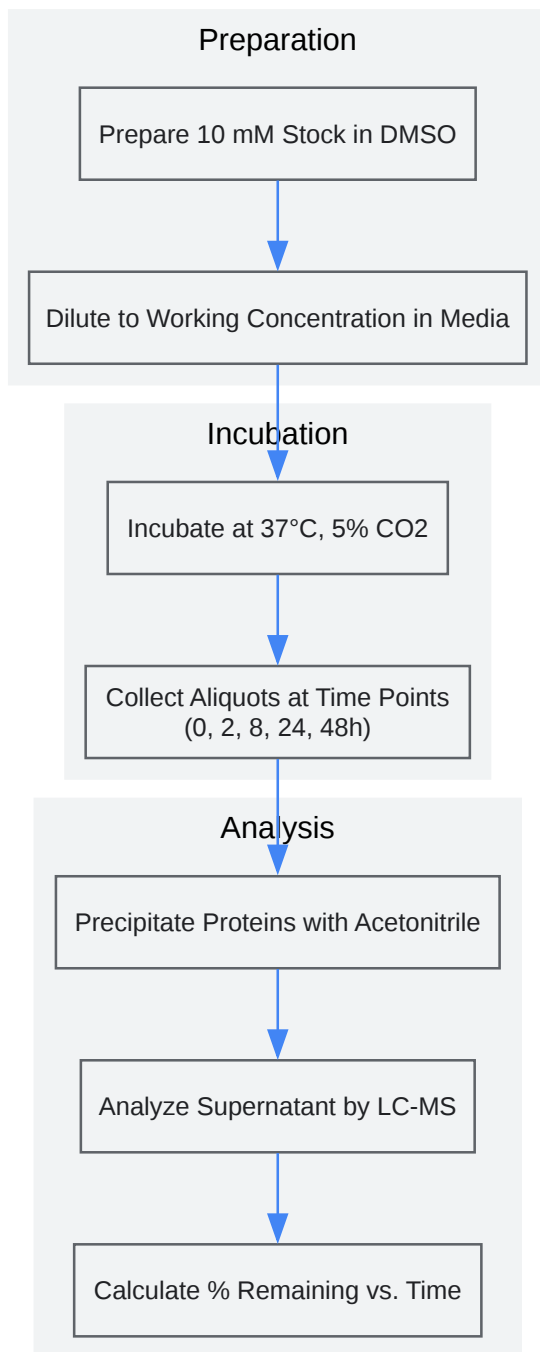 Preparation
Prepare 10 mM Stock in DMSO
Dilute to Working Concentration in Media
Incubation
Incubate at 37°C, 5% CO2
Collect Aliquots at Time Points
(0, 2, 8, 24, 48h)
Analysis
Precipitate Proteins with Acetonitrile
Analyze Supernatant by LC-MS
Calculate % Remaining vs. Time